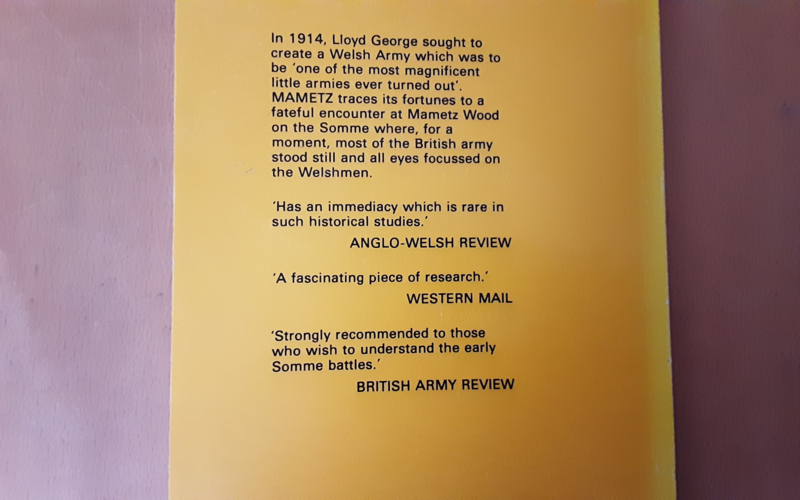 In 1914, Lloyd George sought to
create a Welsh Army which was to
be ‘one of the most magnificent
little armies ever turned out’.
MAMETZ traces its fortunes to a
fateful encounter at Mametz Wood
on the Somme where, for a
moment, most of the British army
stood still and all eyes focussed on
the Welshmen.
‘Has an immediacy which is rare in
such historical studies.’
ANGLO-WELSH REVIEW
‘A fascinating piece of research.’
WESTERN MAIL
‘Strongly recommended to those
who wish to understand the early
Somme battles.’
BRITISH ARMY REVIEW